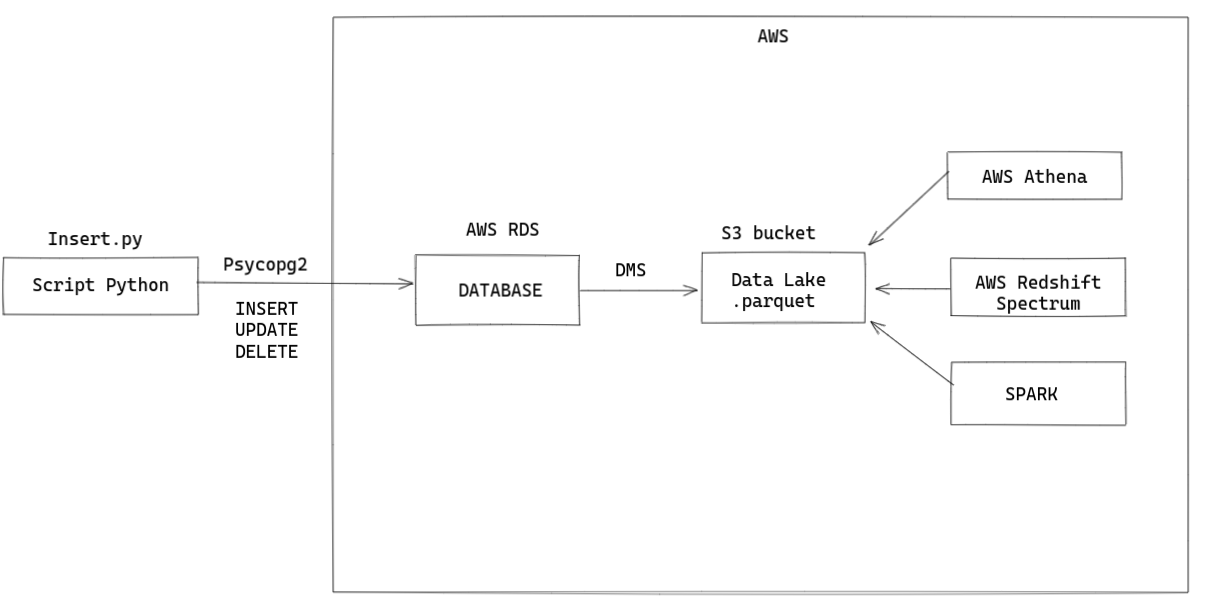 AWS
AWS Athena
AWS RDS
S3 bucket
Insert.py
Psycopg2
Script Python
DMS
DATABASE
Data Lake
.parquet
AWS Redshift
Spectrum
INSERT
UPDATE
DELETE
SPARK